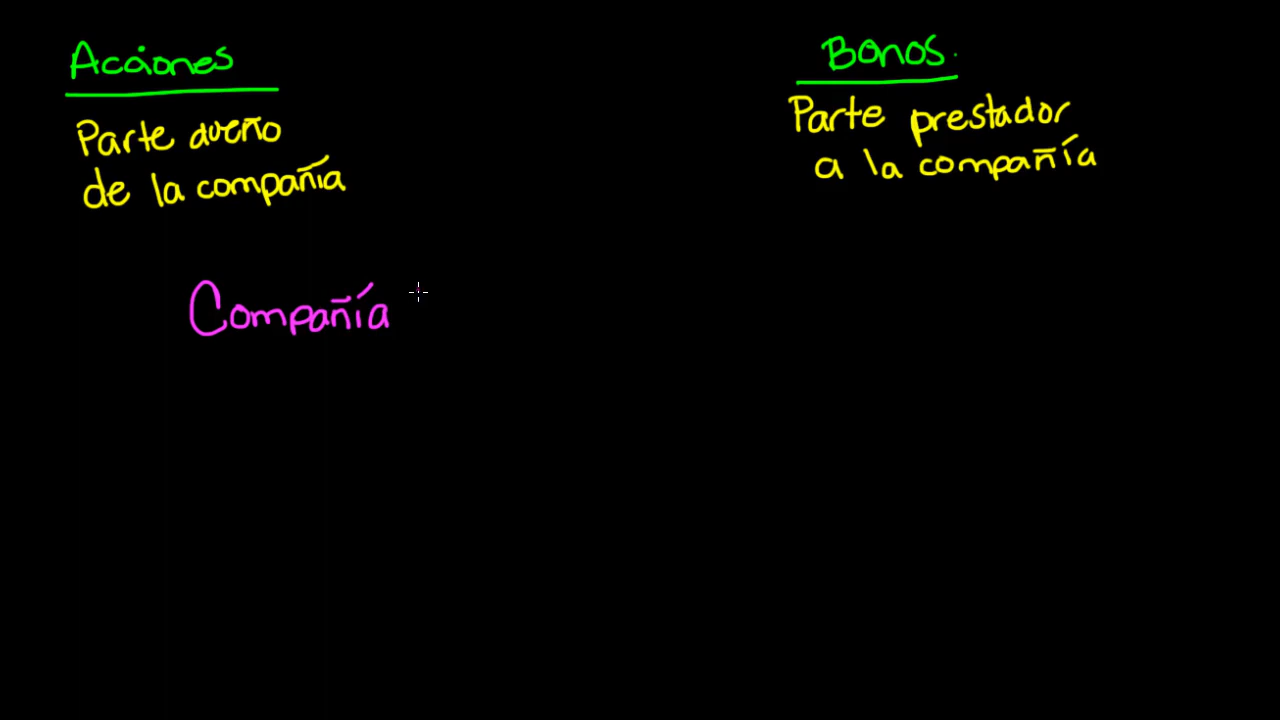 Acciones
Parte dueño
de la compañía
Bonos.
Parte prestador
a la compañía
Compañía